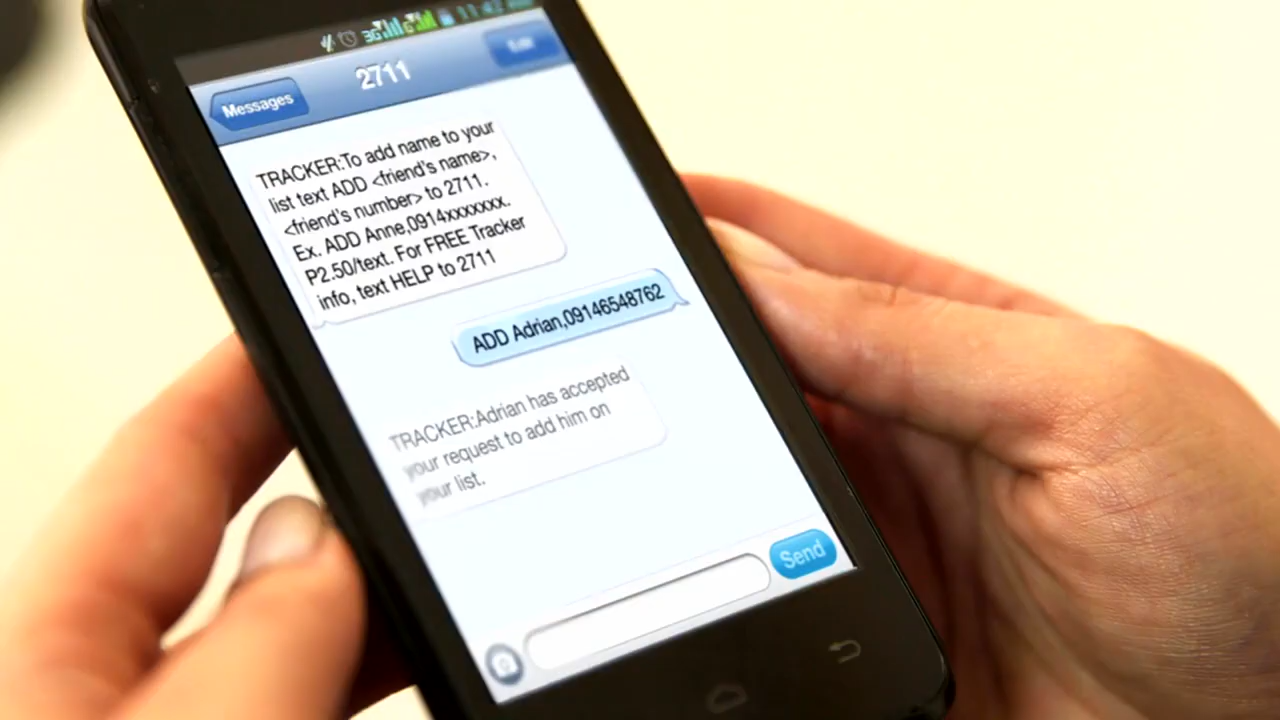 3G
2711
Messages
Edit
TRACKER:To add name to your
list text ADD <friend's name>,
<friend's number> to 2711.
Ex. ADD Anne,0914xxxxxxx.
P2.50/text. For FREE Tracker
info, text HELP to 2711
ADD Adrian,09146548762
TRACKER:Adrian has accepted
your request to add him on
your list.
Send